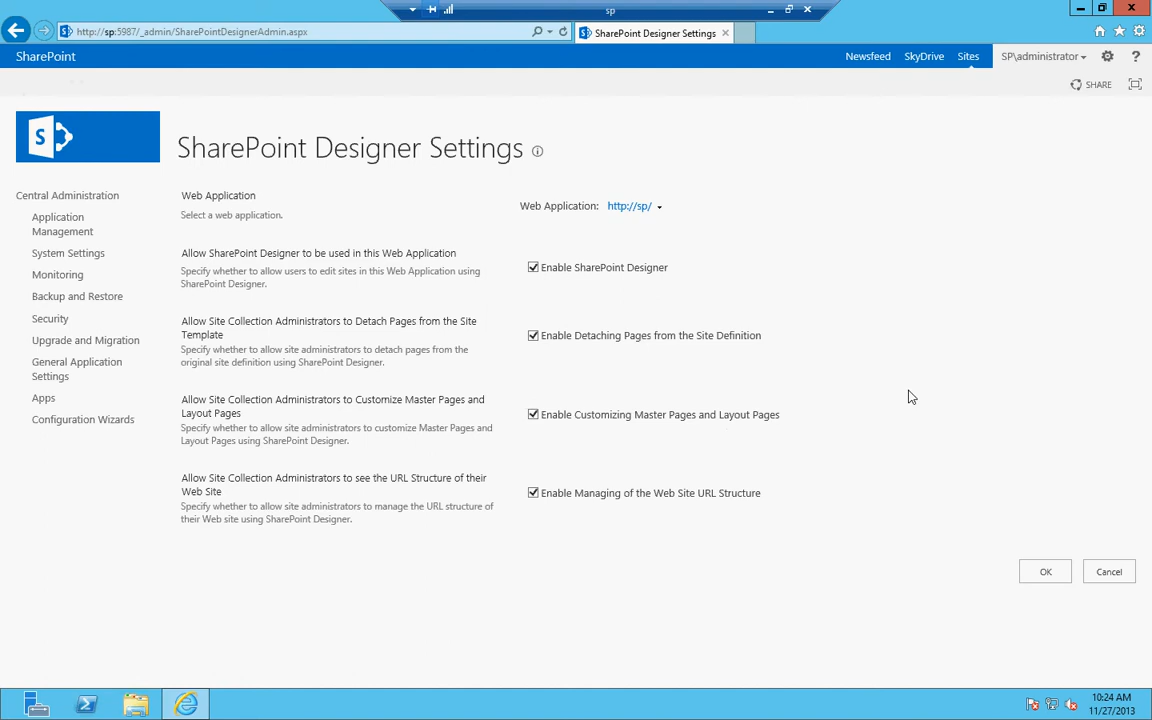 sp
http://sp:5987/_admin/SharePointDesignerAdmin.aspx
SharePoint Designer Settings
SharePoint
Newsfeed
SkyDrive
Sites
SP\administrator
?
SHARE
S
SharePoint Designer Settings
Central Administration
Application
Management
System Settings
Monitoring
Backup and Restore
Security
Upgrade and Migration
General Application
Settings
Apps
Configuration Wizards
Web Application
Select a web application.
Web Application: http://sp/
Allow SharePoint Designer to be used in this Web Application
Specify whether to allow users to edit sites in this Web Application using
SharePoint Designer.
Enable SharePoint Designer
Allow Site Collection Administrators to Detach Pages from the Site
Template
Specify whether to allow site administrators to detach pages from the
original site definition using SharePoint Designer.
Enable Detaching Pages from the Site Definition
Allow Site Collection Administrators to Customize Master Pages and
Layout Pages
Specify whether to allow site administrators to customize Master Pages and
Layout Pages using SharePoint Designer.
Enable Customizing Master Pages and Layout Pages
Allow Site Collection Administrators to see the URL Structure of their
Web Site
Specify whether to allow site administrators to manage the URL structure of
their Web site using SharePoint Designer.
Enable Managing of the Web Site URL Structure
OK
Cancel
10:24 AM
11/27/2013